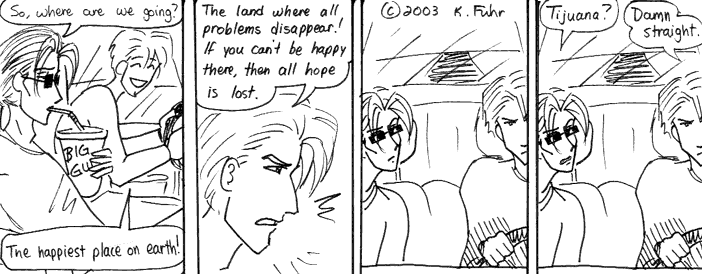 So, where are we going?
BIG
GU
The happiest place on earth!
The land where all
problems disappear!
If you can't be happy
there, then all hope
is lost.
© 2003 K. Fuhr
Tijuana?
Damn
straight.